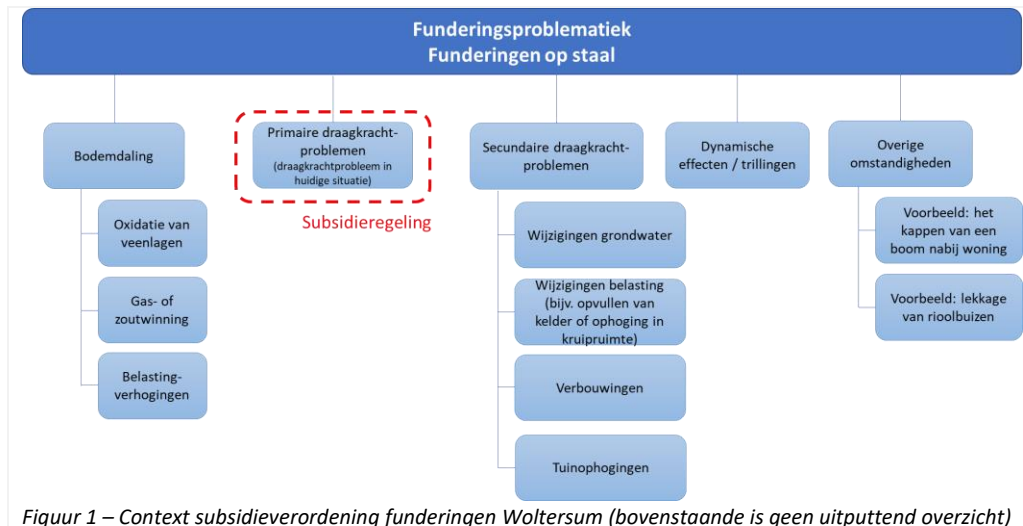 Funderingsproblematiek
Funderingen op staal
Bodemdaling
Primaire draagkracht-
problemen
(draagkrachtprobleem in
huidige situatie)
Subsidieregeling
Secundaire draagkracht-
problemen
Dynamische
effecten / trillingen
Overige
omstandigheden
Oxidatie van
veenlagen
Gas- of
zoutwinning
Belasting-
verhogingen
Wijzigingen grondwater
Wijzigingen belasting
(bijv. opvullen van
kelder of ophoging in
kruipruimte)
Verbouwingen
Tuinophogingen
Voorbeeld: het
kappen van een
boom nabij woning
Voorbeeld: lekkage
van rioolbuizen
Figuur 1 – Context subsidieverordening funderingen Woltersum (bovenstaande is geen uitputtend overzicht)